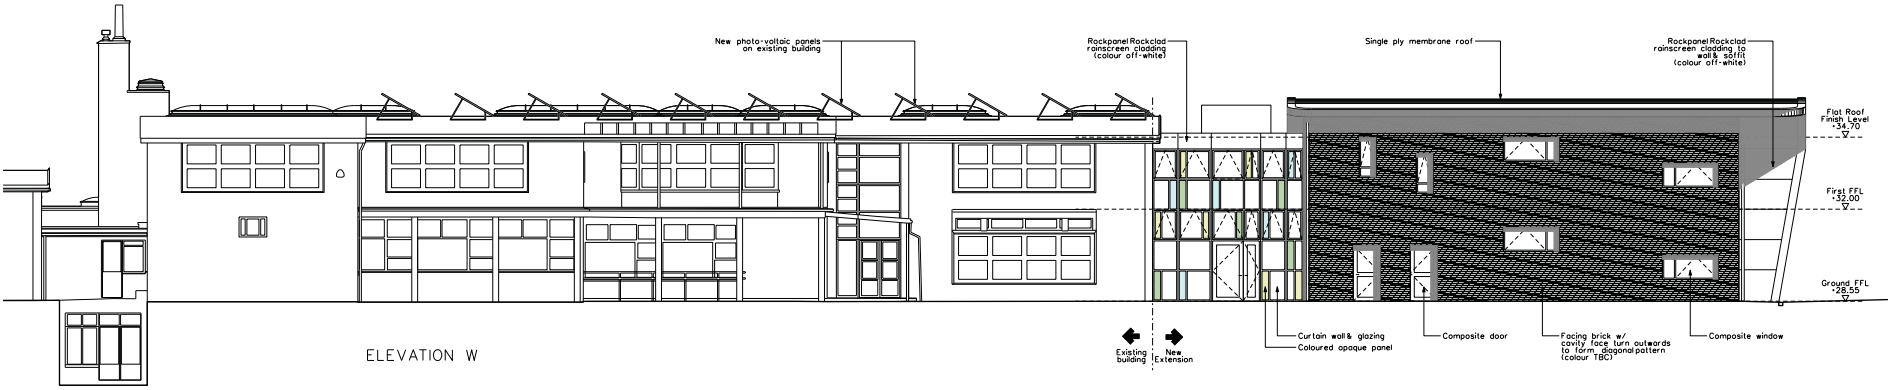 New photo-voltaic panels
on existing building
Rockpanel Rockclad
rainscreen cladding
(colour off-white)
Single ply membrane roof
Rockpanel Rockclad
rainscreen cladding to
wall & soffit
(colour off-white)
Flat Roof
Finish Level
+34.70
First FFL
+32.00
Ground FFL
+28.55
ELEVATION W
Existing
building
New
Extension
Curtain wall & glazing
Coloured opaque panel
Composite door
Facing brick w/
cavity face turn outwards
to form diagonal pattern
(colour TBC)
Composite window